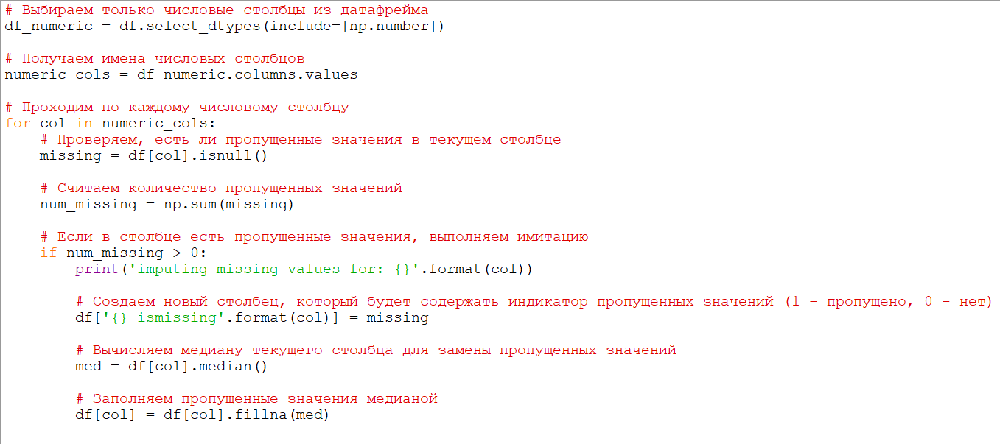 # Выбираем только числовые столбцы из датафрейма
df_numeric = df.select_dtypes(include=[np.number])
# Получаем имена числовых столбцов
numeric_cols = df_numeric.columns.values
# Проходим по каждому числовому столбцу
for col in numeric_cols:
    # Проверяем, есть ли пропущенные значения в текущем столбце
    missing = df[col].isnull()
    # Считаем количество пропущенных значений
    num_missing = np.sum(missing)
    # Если в столбце есть пропущенные значения, выполняем имитацию
    if num_missing > 0:
        print('imputing missing values for: {}'.format(col))
        # Создаем новый столбец, который будет содержать индикатор пропущенных значений (1 - пропущено, 0 - нет)
        df['{}_ismissing'.format(col)] = missing
        # Вычисляем медиану текущего столбца для замены пропущенных значений
        med = df[col].median()
        # Заполняем пропущенные значения медианой
        df[col] = df[col].fillna(med)